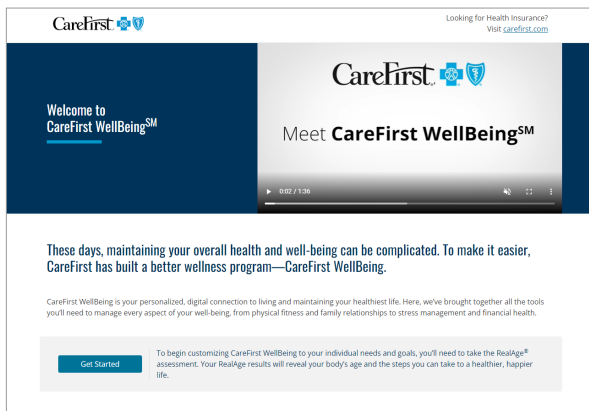 CareFirst
Looking for Health Insurance?
Visit carefirst.com
Welcome to
CareFirst WellBeing℠
CareFirst
Meet CareFirst WellBeing℠
0:02 / 1:36
These days, maintaining your overall health and well-being can be complicated. To make it easier,
CareFirst has built a better wellness program—CareFirst WellBeing.
CareFirst WellBeing is your personalized, digital connection to living and maintaining your healthiest life. Here, we've brought together all the tools
you'll need to manage every aspect of your well-being, from physical fitness and family relationships to stress management and financial health.
Get Started
To begin customizing CareFirst WellBeing to your individual needs and goals, you'll need to take the RealAge®
assessment. Your RealAge results will reveal your body's age and the steps you can take to a healthier, happier
life.